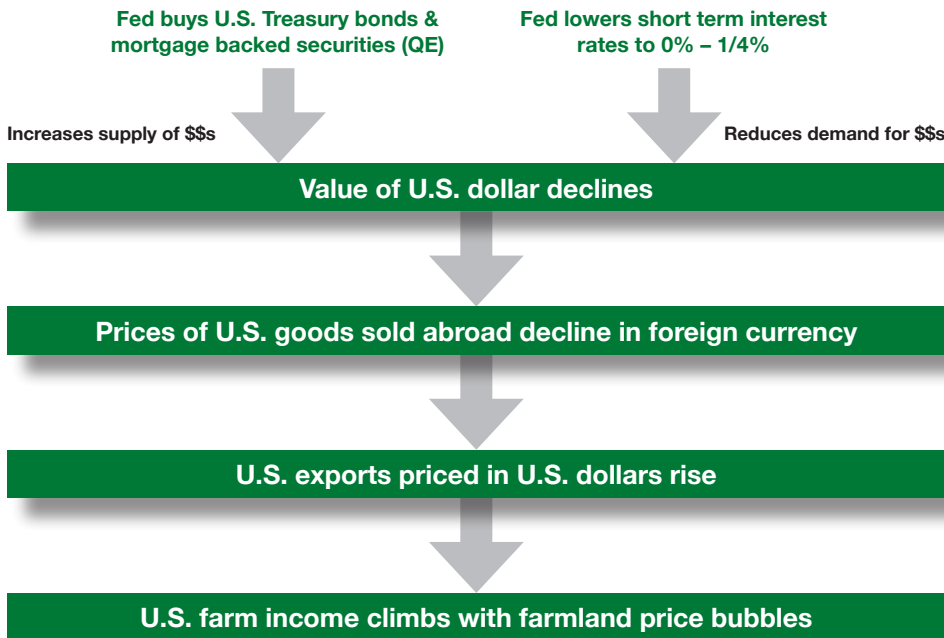 Fed buys U.S. Treasury bonds &
mortgage backed securities (QE)
Fed lowers short term interest
rates to 0% – 1/4%
Increases supply of $$s
Reduces demand for $$s
Value of U.S. dollar declines
Prices of U.S. goods sold abroad decline in foreign currency
U.S. exports priced in U.S. dollars rise
U.S. farm income climbs with farmland price bubbles